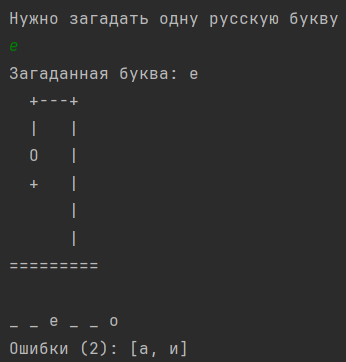 Нужно загадать одну русскую букву
е
Загаданная буква: е
  +---+
  |   |
  O   |
  +   |
      |
      |
=========

_ _ е _ _ о
Ошибки (2): [а, и]